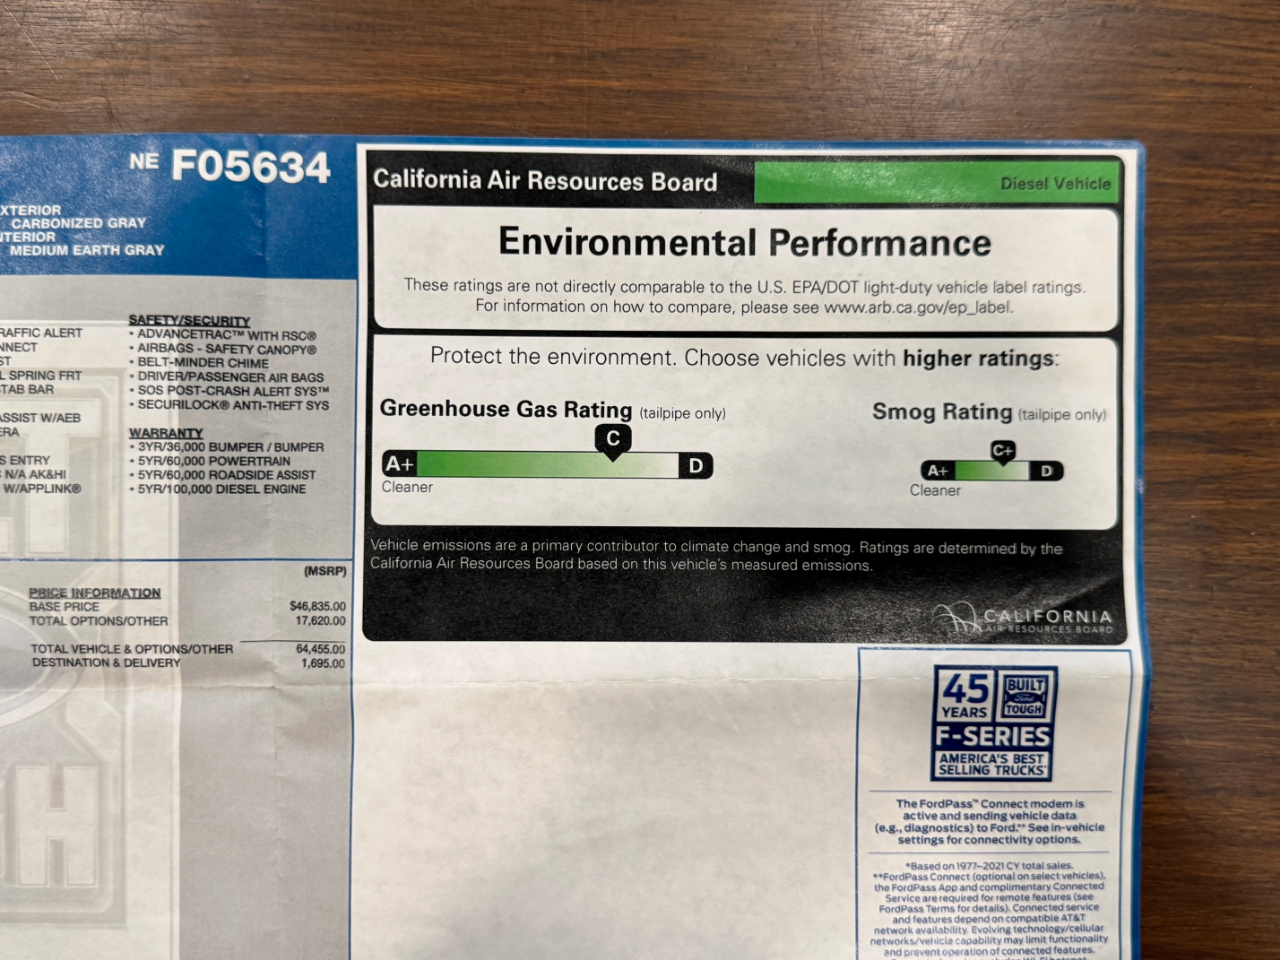 NE F05634
XTERIOR
CARBONIZED GRAY
NTERIOR
MEDIUM EARTH GRAY
RAFFIC ALERT
NNECT
ST
L SPRING FRT
TAB BAR
ASSIST W/AEB
ERA
S ENTRY
N/A AK&HI
W/APPLINK®
SAFETY/SECURITY
• ADVANCETRAC™ WITH RSC®
• AIRBAGS - SAFETY CANOPY®
• BELT-MINDER CHIME
• DRIVER/PASSENGER AIR BAGS
• SOS POST-CRASH ALERT SYS™
• SECURILOCK® ANTI-THEFT SYS
WARRANTY
• 3YR/36,000 BUMPER / BUMPER
• 5YR/60,000 POWERTRAIN
• 5YR/60,000 ROADSIDE ASSIST
• 5YR/100,000 DIESEL ENGINE
(MSRP)
PRICE INFORMATION
BASE PRICE $46,835.00
TOTAL OPTIONS/OTHER 17,620.00
TOTAL VEHICLE & OPTIONS/OTHER 64,455.00
DESTINATION & DELIVERY 1,695.00
California Air Resources Board
Diesel Vehicle
Environmental Performance
These ratings are not directly comparable to the U.S. EPA/DOT light-duty vehicle label ratings.
For information on how to compare, please see www.arb.ca.gov/ep_label.
Protect the environment. Choose vehicles with higher ratings:
Greenhouse Gas Rating (tailpipe only)
C
A+ D
Cleaner
Smog Rating (tailpipe only)
C+
A+ D
Cleaner
Vehicle emissions are a primary contributor to climate change and smog. Ratings are determined by the
California Air Resources Board based on this vehicle's measured emissions.
CALIFORNIA
AIR RESOURCES BOARD
45
YEARS
BUILT
Ford
TOUGH
F-SERIES
AMERICA'S BEST
SELLING TRUCKS
The FordPass™ Connect modem is
active and sending vehicle data
(e.g., diagnostics) to Ford.** See in-vehicle
settings for connectivity options.
*Based on 1977-2021 CY total sales.
**FordPass Connect (optional on select vehicles),
the FordPass App and complimentary Connected
Service are required for remote features (see
FordPass Terms for details). Connected service
and features depend on compatible AT&T
network availability. Evolving technology/cellular
networks/vehicle capability may limit functionality
and prevent operation of connected features.